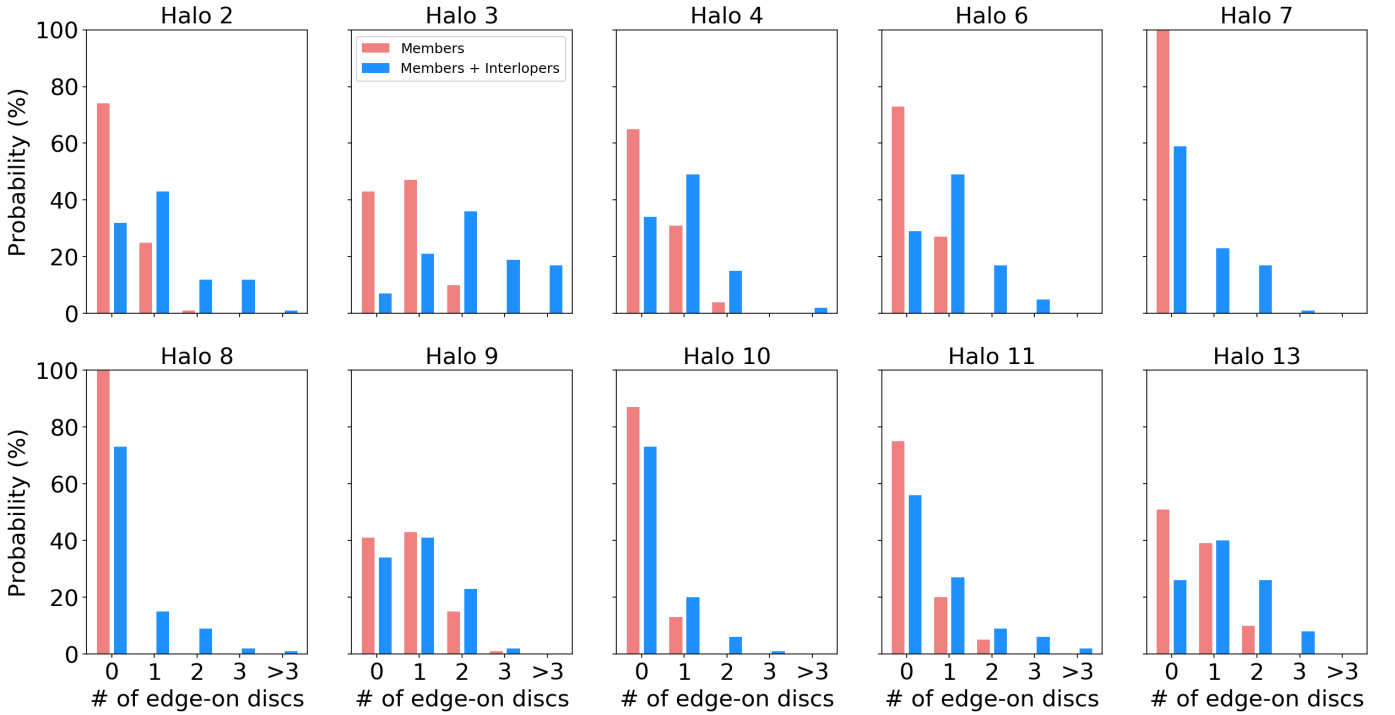 Halo 2 Halo 3 Halo 4 Halo 6 Halo 7
Members
Members + Interlopers
Probability (%)
100
80
60
40
20
0
Halo 8 Halo 9 Halo 10 Halo 11 Halo 13
Probability (%)
100
80
60
40
20
0
0 1 2 3 >3 0 1 2 3 >3 0 1 2 3 >3 0 1 2 3 >3 0 1 2 3 >3
# of edge-on discs # of edge-on discs # of edge-on discs # of edge-on discs # of edge-on discs